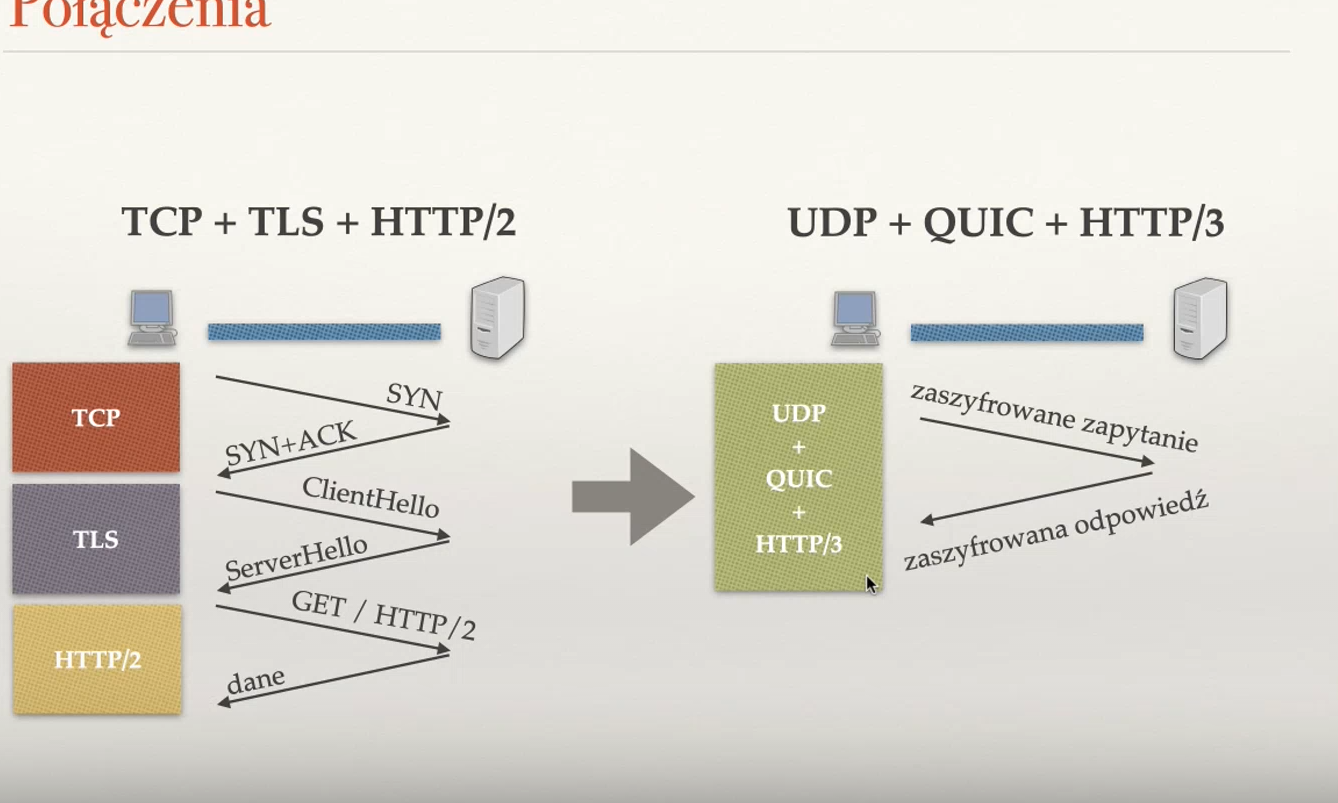 Połączenia
TCP + TLS + HTTP/2
UDP + QUIC + HTTP/3
TCP
SYN
SYN+ACK
TLS
ClientHello
ServerHello
HTTP/2
GET / HTTP/2
dane
UDP
+
QUIC
+
HTTP/3
zaszyfrowane zapytanie
zaszyfrowana odpowiedź